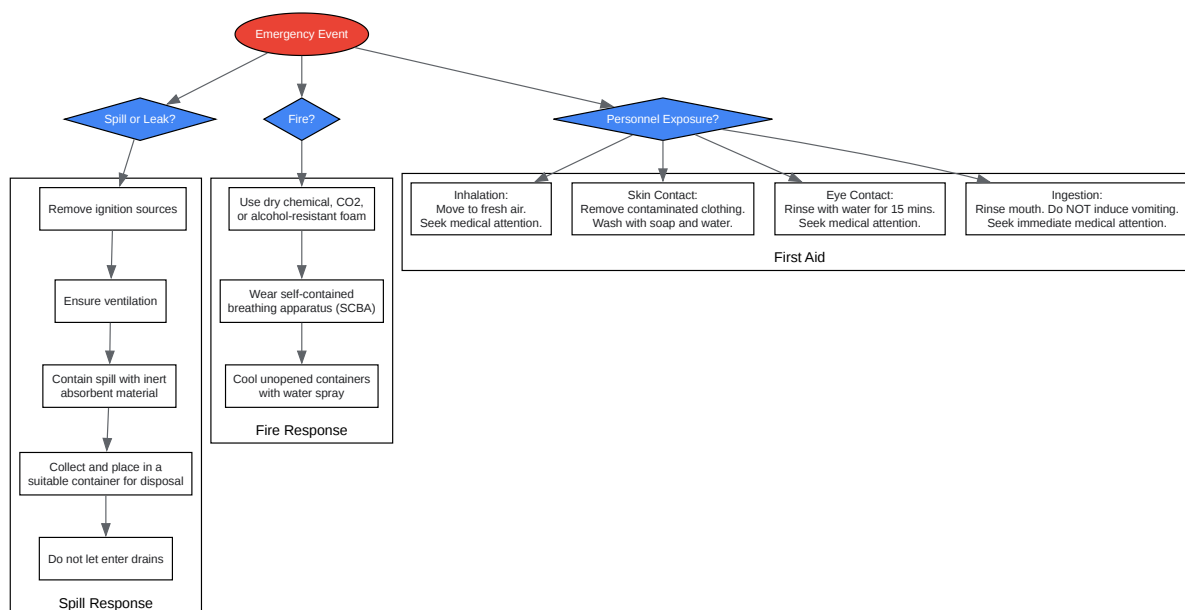 Emergency Event
Spill or Leak?
Fire?
Personnel Exposure?
Remove ignition sources
Ensure ventilation
Contain spill with inert
absorbent material
Collect and place in a
suitable container for disposal
Do not let enter drains
Spill Response
Use dry chemical, CO2,
or alcohol-resistant foam
Wear self-contained
breathing apparatus (SCBA)
Cool unopened containers
with water spray
Fire Response
Inhalation:
Move to fresh air.
Seek medical attention.
Skin Contact:
Remove contaminated clothing.
Wash with soap and water.
Eye Contact:
Rinse with water for 15 mins.
Seek medical attention.
Ingestion:
Rinse mouth. Do NOT induce vomiting.
Seek immediate medical attention.
First Aid